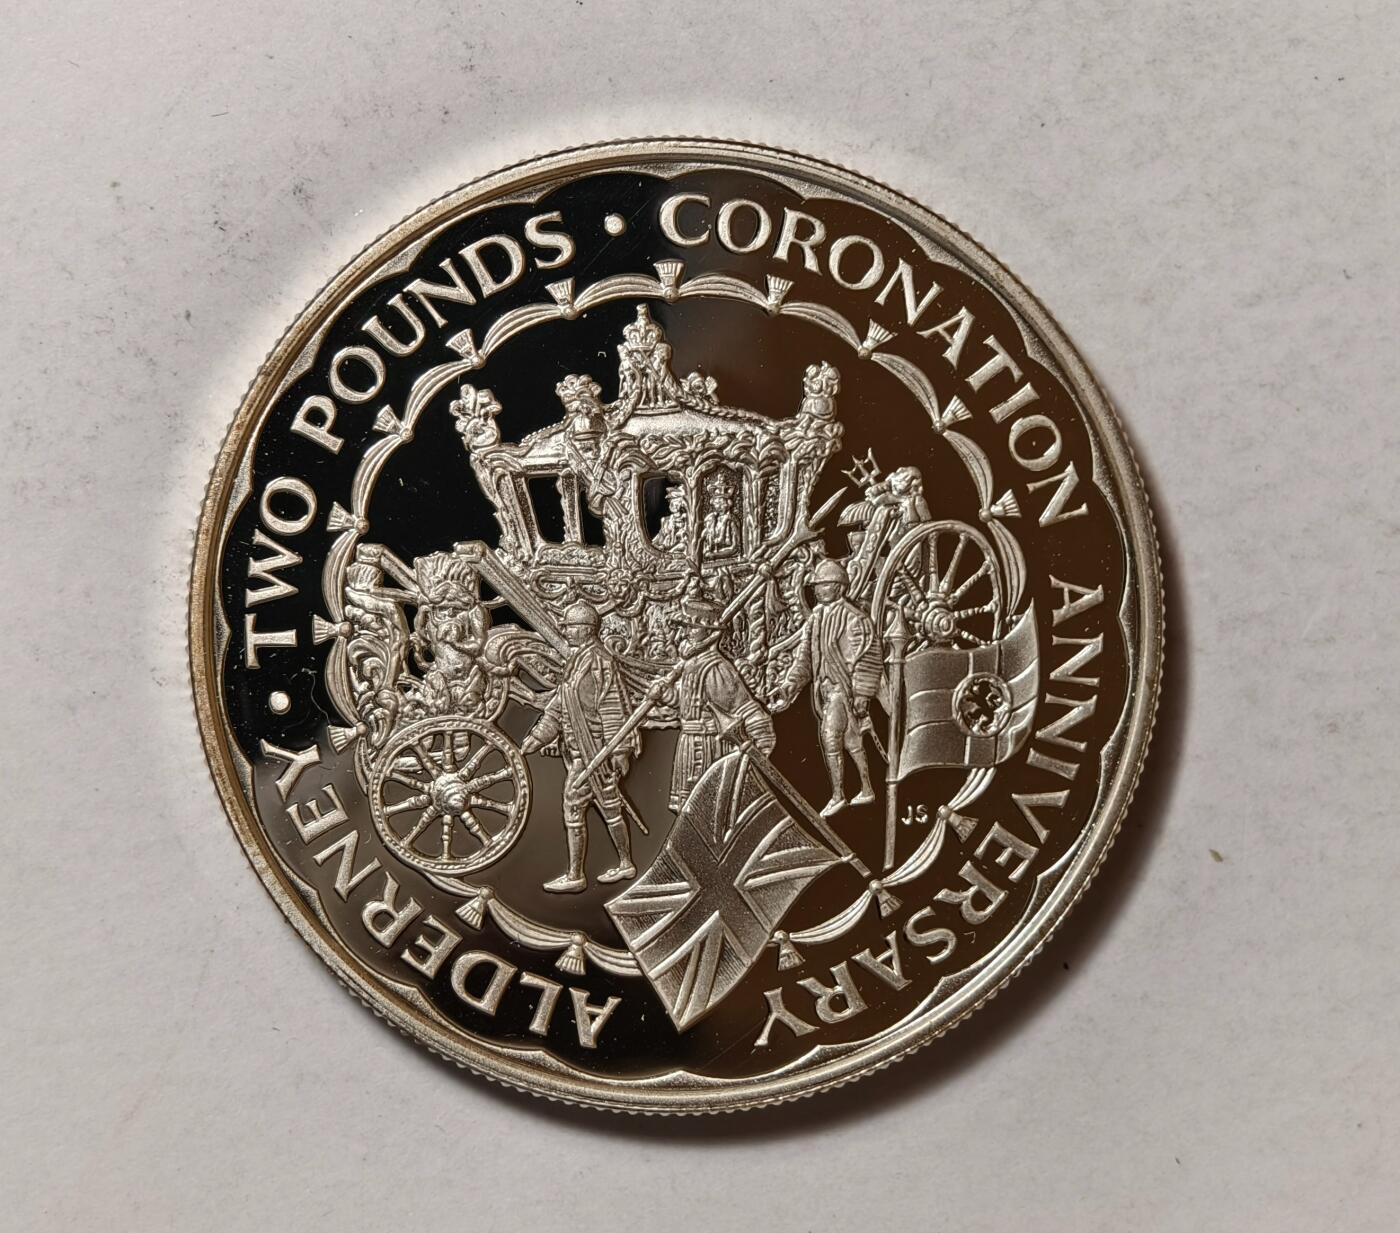 ALDERNEY · TWO POUNDS · CORONATION ANNIVERSARY
JS